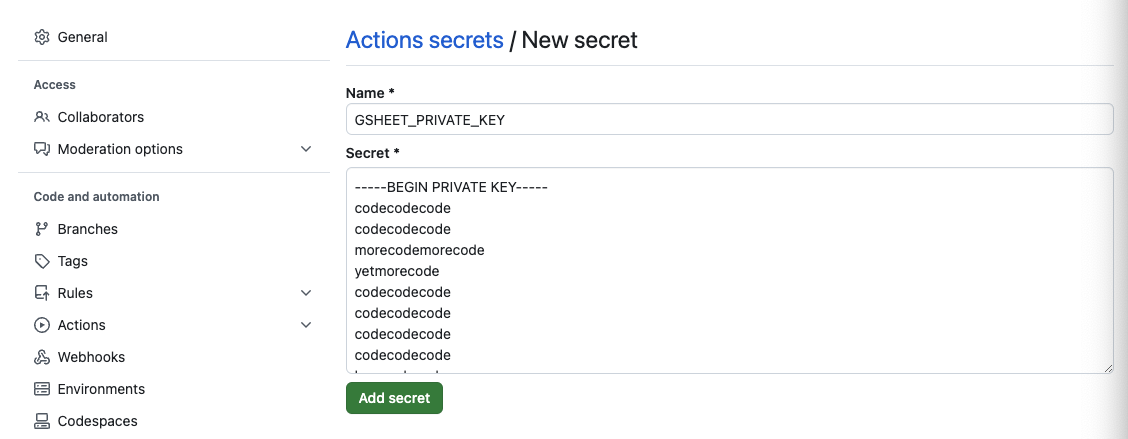 General
Access
Collaborators
Moderation options
Code and automation
Branches
Tags
Rules
Actions
Webhooks
Environments
Codespaces
Actions secrets / New secret
Name *
GSHEET_PRIVATE_KEY
Secret *
-----BEGIN PRIVATE KEY-----
codecodecode
codecodecode
morecodemorecode
yetmorecode
codecodecode
codecodecode
codecodecode
codecodecode
Add secret